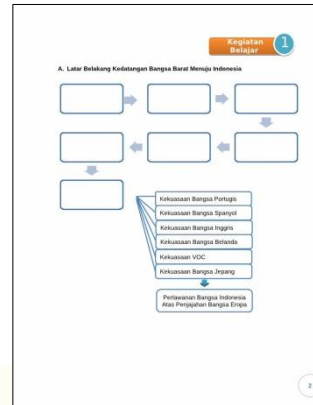 Kegiatan
Belajar
1
A. Latar Belakang Kedatangan Bangsa Barat Menuju Indonesia
Kekuasaan Bangsa Portugis
Kekuasaan Bangsa Spanyol
Kekuasaan Bangsa Inggris
Kekuasaan Bangsa Belanda
Kekuasaan VOC
Kekuasaan Bangsa Jepang
Perlawanan Bangsa Indonesia
Atas Penjajahan Bangsa Eropa
2